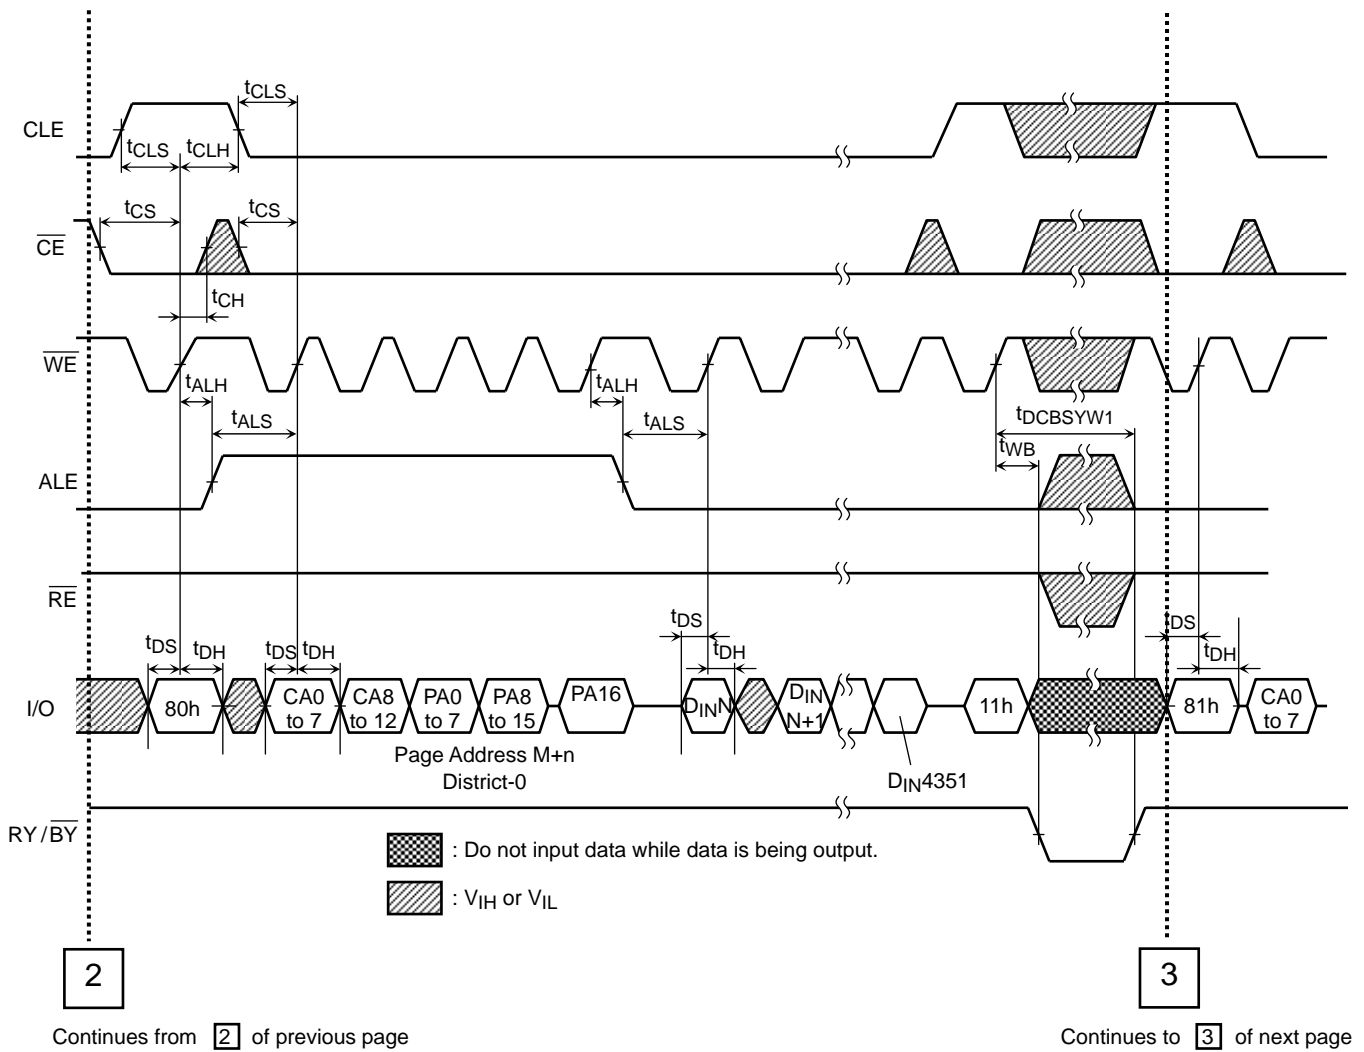 tCLS
CLE
tCLS tCLH
tCS tCS
CE
tCH
WE
tALH tALH
tALS tALS
tDCBSYW1
tWB
ALE
RE
tDS tDH tDS tDH tDS tDH DS tDH
I/O 80h CA0 to 7 CA8 to 12 PA0 to 7 PA8 to 15 PA16 DINN DIN N+1 11h 81h CA0 to 7
Page Address M+n
District-0
DIN4351
RY/BY
: Do not input data while data is being output.
: VIH or VIL
2 3
Continues from 2 of previous page
Continues to 3 of next page